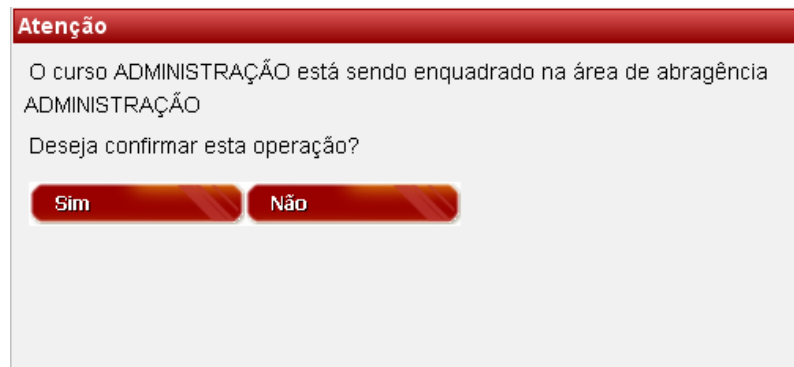 Atenção
O curso ADMINISTRAÇÃO está sendo enquadrado na área de abragência
ADMINISTRAÇÃO
Deseja confirmar esta operação?
Sim Não